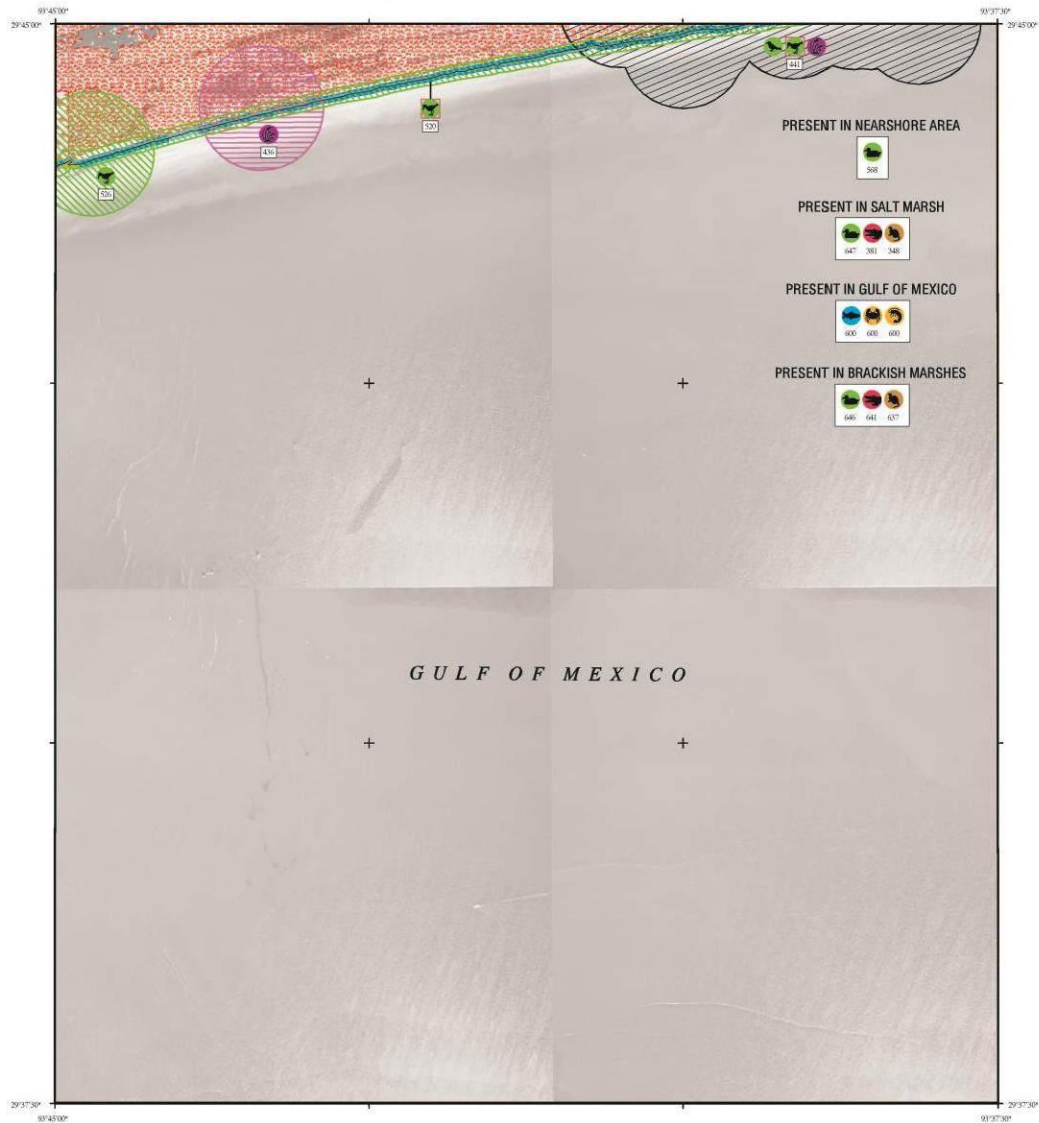 93°45'00" 93°37'30"
29°45'00" 29°45'00"
441
520
PRESENT IN NEARSHORE AREA
436
568
526
PRESENT IN SALT MARSH
647 381 348
PRESENT IN GULF OF MEXICO
600 600 600
PRESENT IN BRACKISH MARSHES
646 641 637
GULF OF MEXICO
29°37'30" 29°37'30"
93°45'00" 93°37'30"